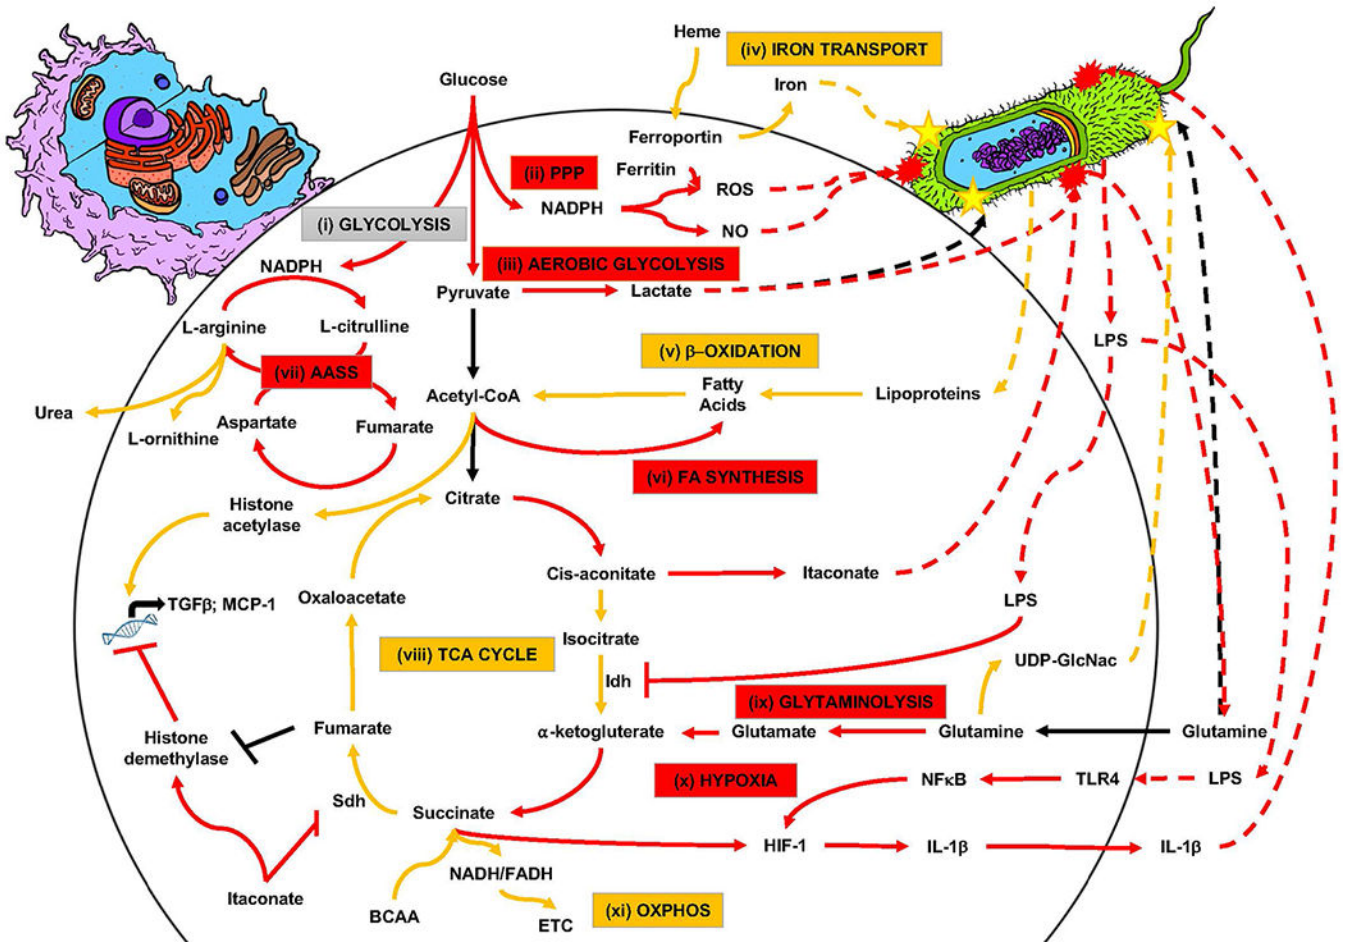 Heme
(iv) IRON TRANSPORT
Glucose
Iron
Ferroportin
(ii) PPP
Ferritin
ROS
NADPH
NO
(i) GLYCOLYSIS
NADPH
(iii) AEROBIC GLYCOLYSIS
Pyruvate
Lactate
L-arginine
L-citrulline
LPS
(v) β–OXIDATION
(vii) AASS
Acetyl-CoA
Fatty
Acids
Lipoproteins
Urea
L-ornithine
Aspartate
Fumarate
(vi) FA SYNTHESIS
Citrate
Histone
acetylase
Cis-aconitate
Itaconate
TGFβ; MCP-1
Oxaloacetate
LPS
Isocitrate
(viii) TCA CYCLE
Idh
UDP-GlcNac
(ix) GLYTAMINOLYSIS
Histone
demethylase
Fumarate
α-ketogluterate
Glutamate
Glutamine
Glutamine
(x) HYPOXIA
NFκB
TLR4
LPS
Sdh
Succinate
HIF-1
IL-1β
IL-1β
NADH/FADH
Itaconate
BCAA
ETC
(xi) OXPHOS